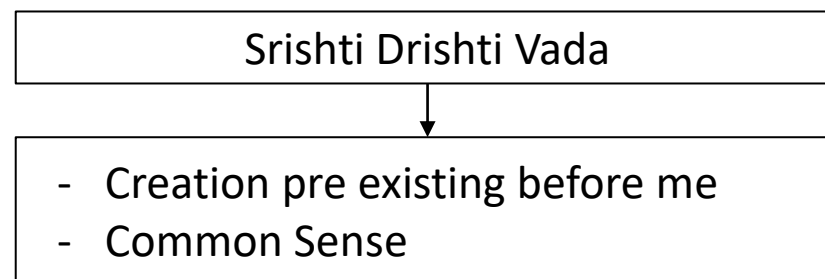 Srishti Drishti Vada
- Creation pre existing before me
- Common Sense